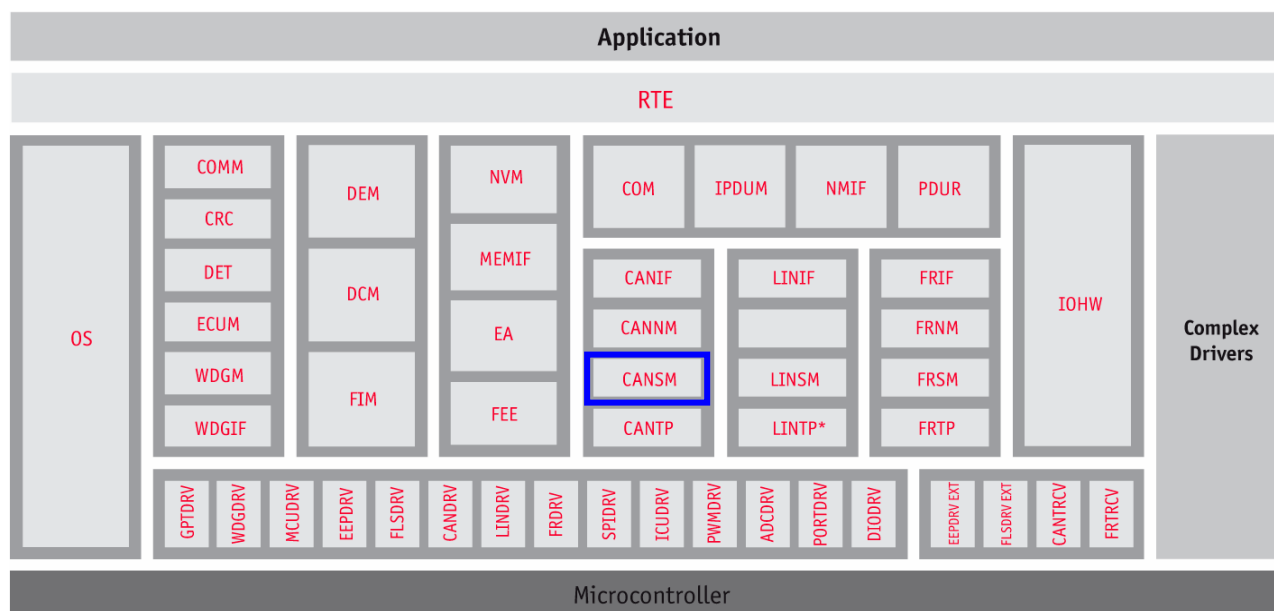 Application
RTE
OS
COMM
CRC
DET
ECUM
WDGM
WDGIF
DEM
DCM
FIM
NVM
MEMIF
EA
FEE
COM
IPDUM
NMIF
PDUR
CANIF
CANNM
CANSM
CANTP
LINIF
LINSM
LINTP*
FRIF
FRNM
FRSM
FRTP
IOHW
Complex
Drivers
GPTDRV
WDGDRV
MCUDRV
EEPDRV
FLSDRV
CANDRV
LINDRV
FRDRV
SPIDRV
ICUDRV
PWMDRV
ADCDRV
PORTDRV
DIODRV
EEPDRV EXT
FLSDRV EXT
CANTRCV
FRTRCV
Microcontroller